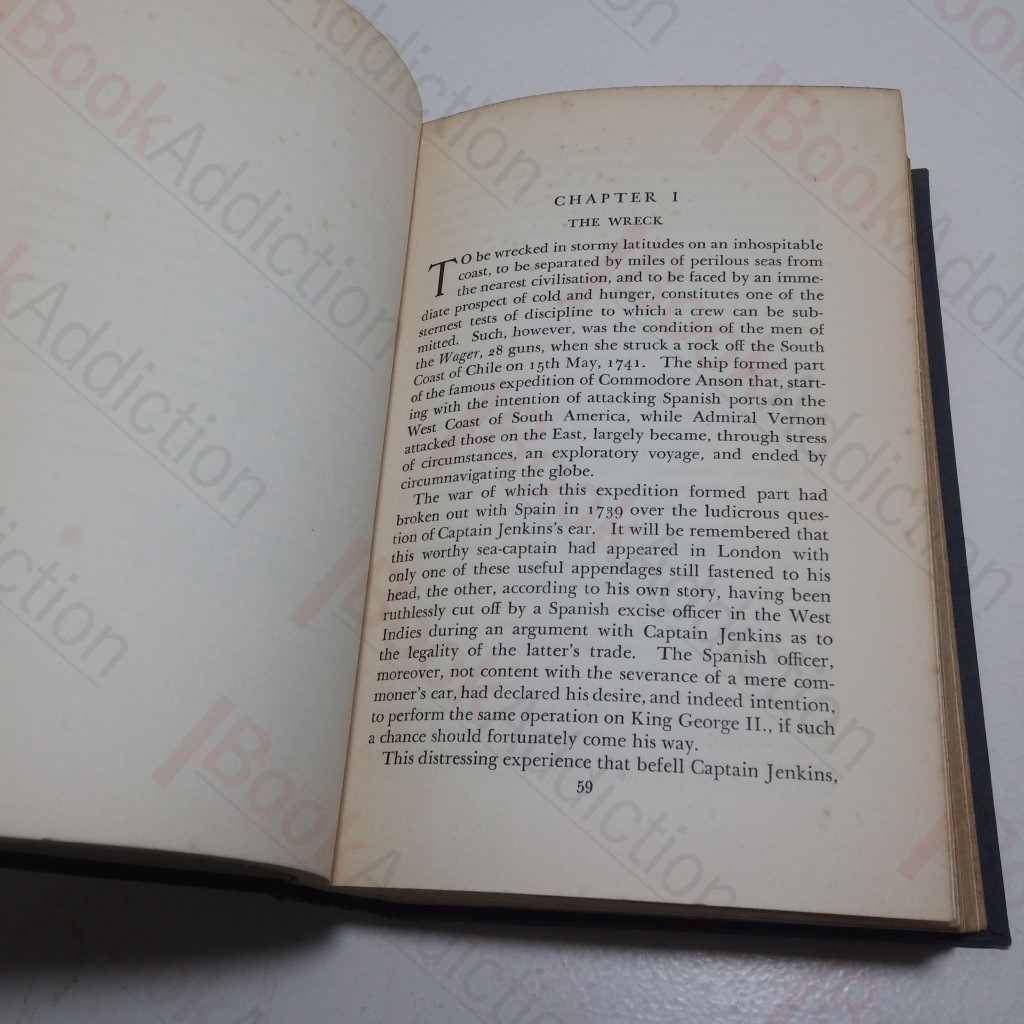 CHAPTER I
THE WRECK
TO be wrecked in stormy latitudes on an inhospitable
coast, to be separated by miles of perilous seas from
the nearest civilisation, and to be faced by an imme-
diate prospect of cold and hunger, constitutes one of the
sternest tests of discipline to which a crew can be sub-
mitted. Such, however, was the condition of the men of
the Wager, 28 guns, when she struck a rock off the South
Coast of Chile on 15th May, 1741. The ship formed part
of the famous expedition of Commodore Anson that, start-
ing with the intention of attacking Spanish ports on the
West Coast of South America, while Admiral Vernon
attacked those on the East, largely became, through stress
of circumstances, an exploratory voyage, and ended by
circumnavigating the globe.
The war of which this expedition formed part had
broken out with Spain in 1739 over the ludicrous ques-
tion of Captain Jenkins's ear. It will be remembered that
this worthy sea-captain had appeared in London with
only one of these useful appendages still fastened to his
head, the other, according to his own story, having been
ruthlessly cut off by a Spanish excise officer in the West
Indies during an argument with Captain Jenkins as to
the legality of the latter's trade. The Spanish officer,
moreover, not content with the severance of a mere com-
moner's ear, had declared his desire, and indeed intention,
to perform the same operation on King George II., if such
a chance should fortunately come his way.
This distressing experience that befell Captain Jenkins,
59
BookAddiction
BookAddiction
BookAddiction
BookAddiction